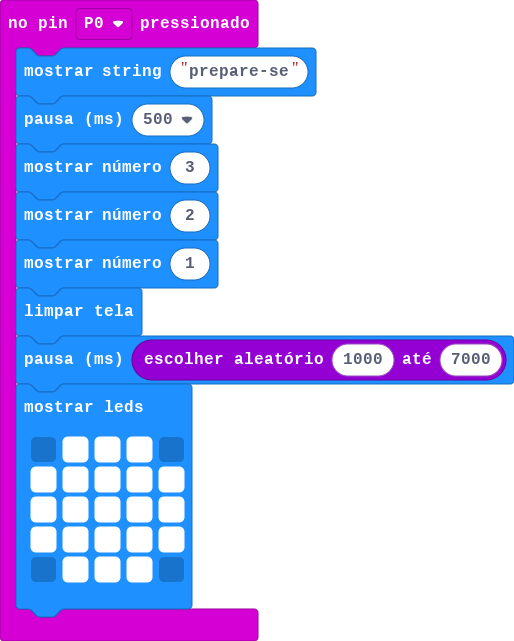 no pin P0 pressionado
mostrar string "prepare-se"
pausa (ms) 500
mostrar número 3
mostrar número 2
mostrar número 1
limpar tela
pausa (ms) escolher aleatório 1000 até 7000
mostrar leds